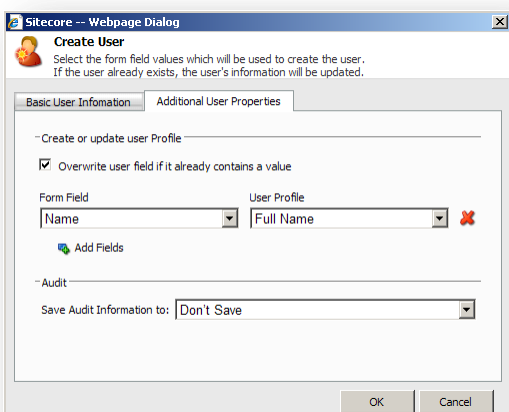 Sitecore -- Webpage Dialog
Create User
Select the form field values which will be used to create the user.
If the user already exists, the user's information will be updated.
Basic User Infomation
Additional User Properties
Create or update user Profile
Overwrite user field if it already contains a value
Form Field
User Profile
Name
Full Name
Add Fields
Audit
Save Audit Information to:
Don't Save
OK
Cancel